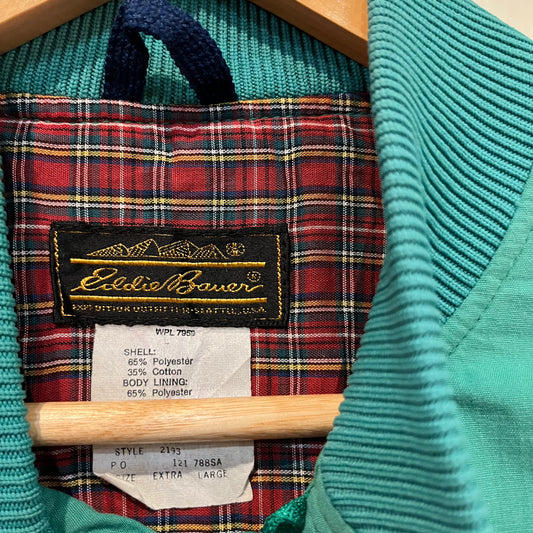 Eddie Bauer ®
EXPEDITION OUTFITTER-SEATTLE, U.S.A.
WPL 7959
SHELL:
65% Polyester
35% Cotton
BODY LINING:
65% Polyester
STYLE 2193
P O 121 788SA
SIZE EXTRA LARGE